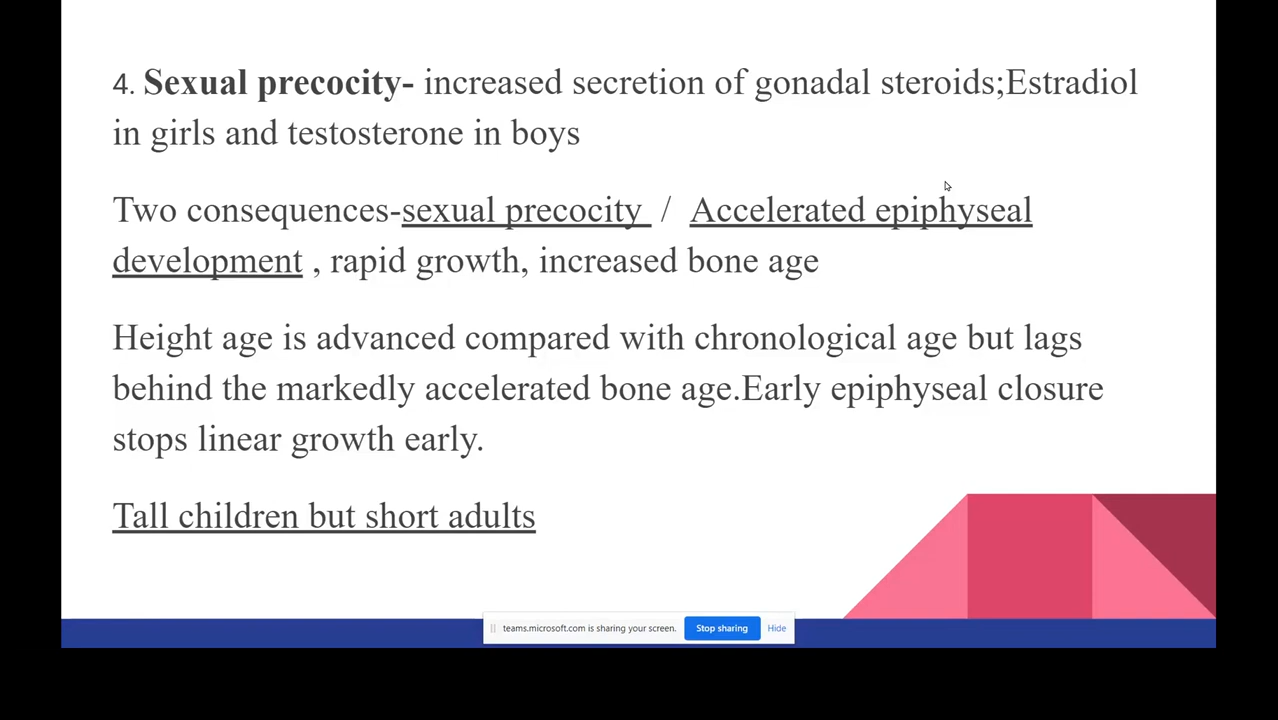 4. Sexual precocity- increased secretion of gonadal steroids;Estradiol
in girls and testosterone in boys
Two consequences-sexual precocity / Accelerated epiphyseal
development , rapid growth, increased bone age
Height age is advanced compared with chronological age but lags
behind the markedly accelerated bone age.Early epiphyseal closure
stops linear growth early.
Tall children but short adults
teams.microsoft.com is sharing your screen. Stop sharing Hide